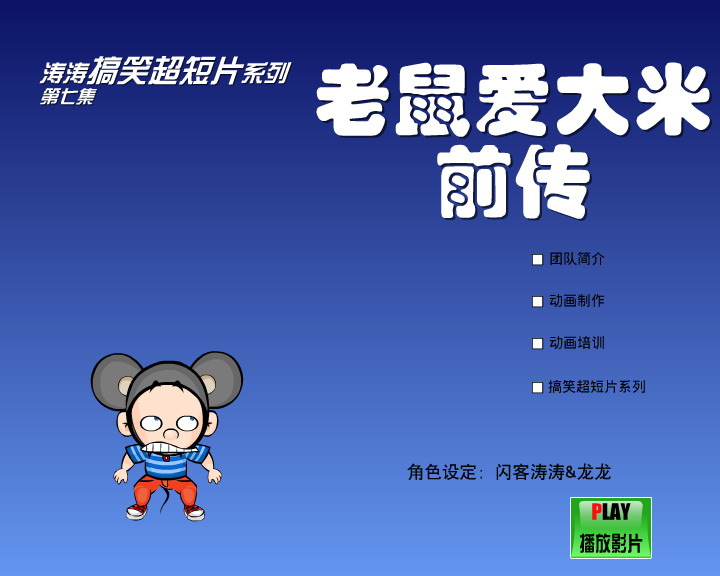 涛涛搞笑超短片系列
第七集
老鼠爱大米
前传
团队简介
动画制作
动画培训
搞笑超短片系列
角色设定：闪客涛涛&龙龙
PLAY
播放影片